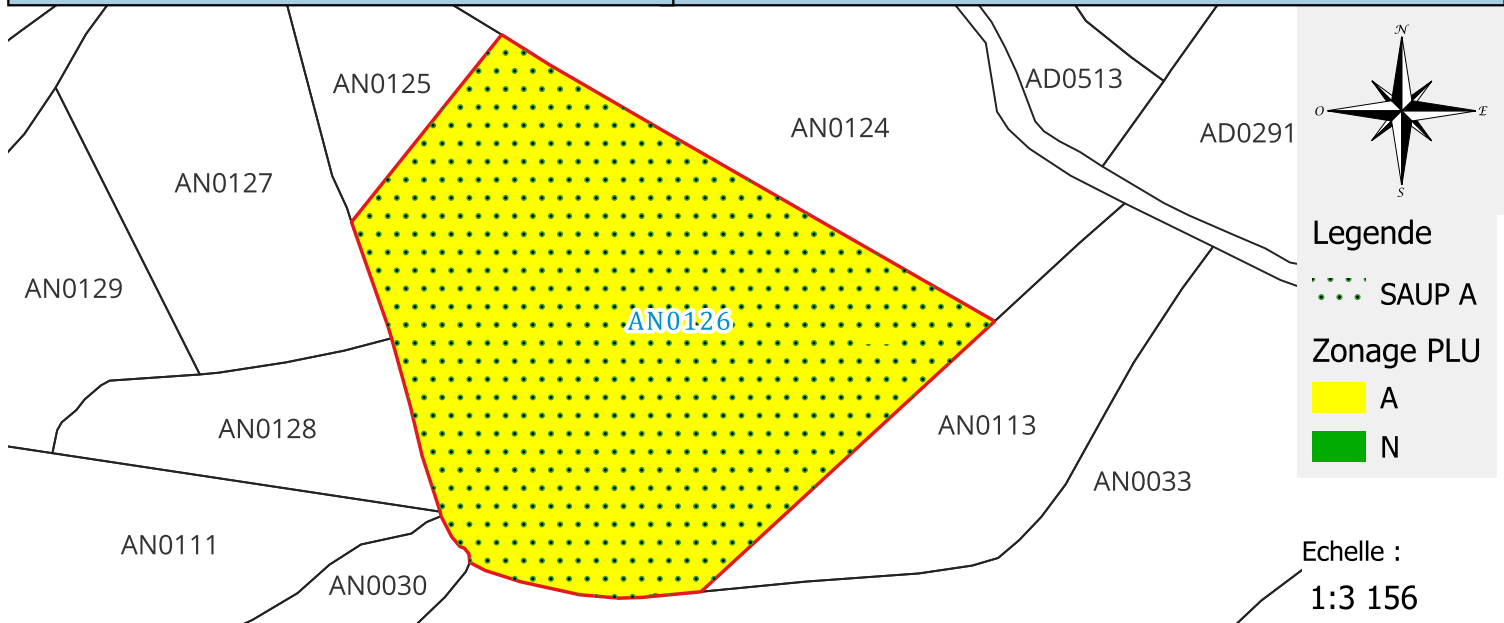 N
O
E
S
AN0125
AD0513
AN0124
AD0291
AN0127
AN0129
AN0126
AN0128
AN0113
AN0033
AN0111
AN0030
Legende
SAUP A
Zonage PLU
A
N
Echelle :
1:3 156